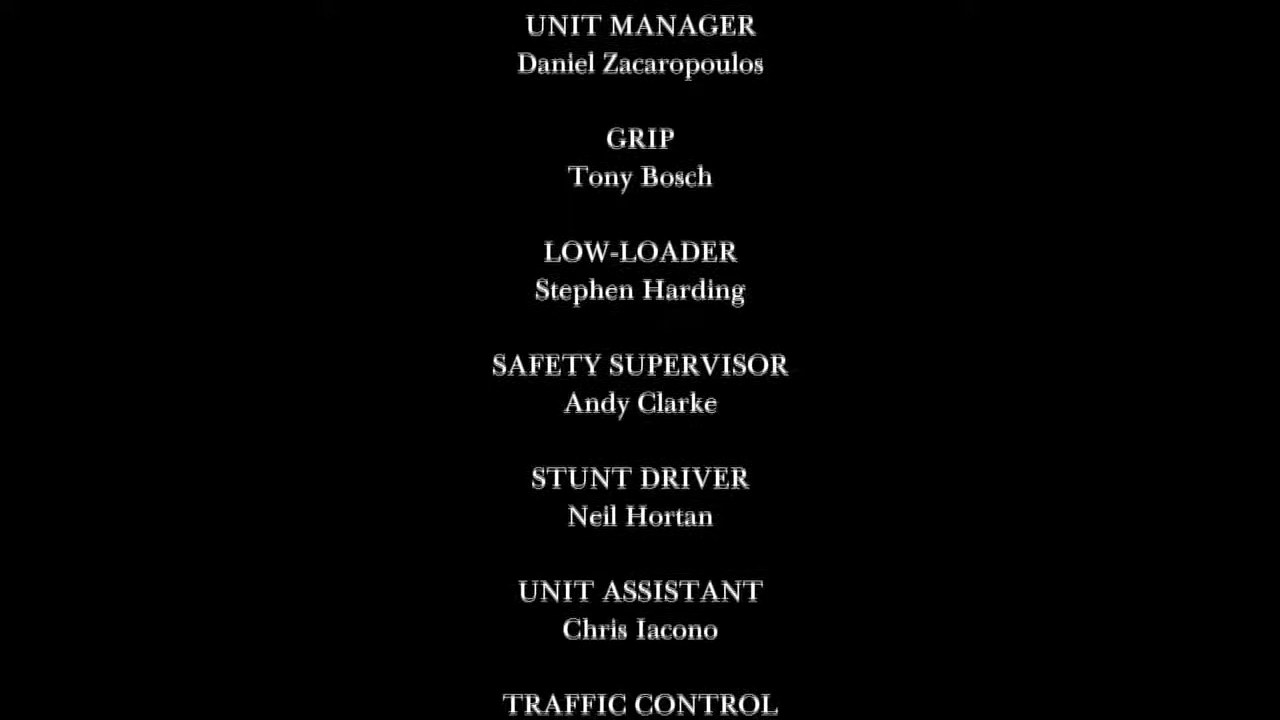 UNIT MANAGER
Daniel Zacaropoulos
GRIP
Tony Bosch
LOW-LOADER
Stephen Harding
SAFETY SUPERVISOR
Andy Clarke
STUNT DRIVER
Neil Hortan
UNIT ASSISTANT
Chris Iacono
TRAFFIC CONTROL